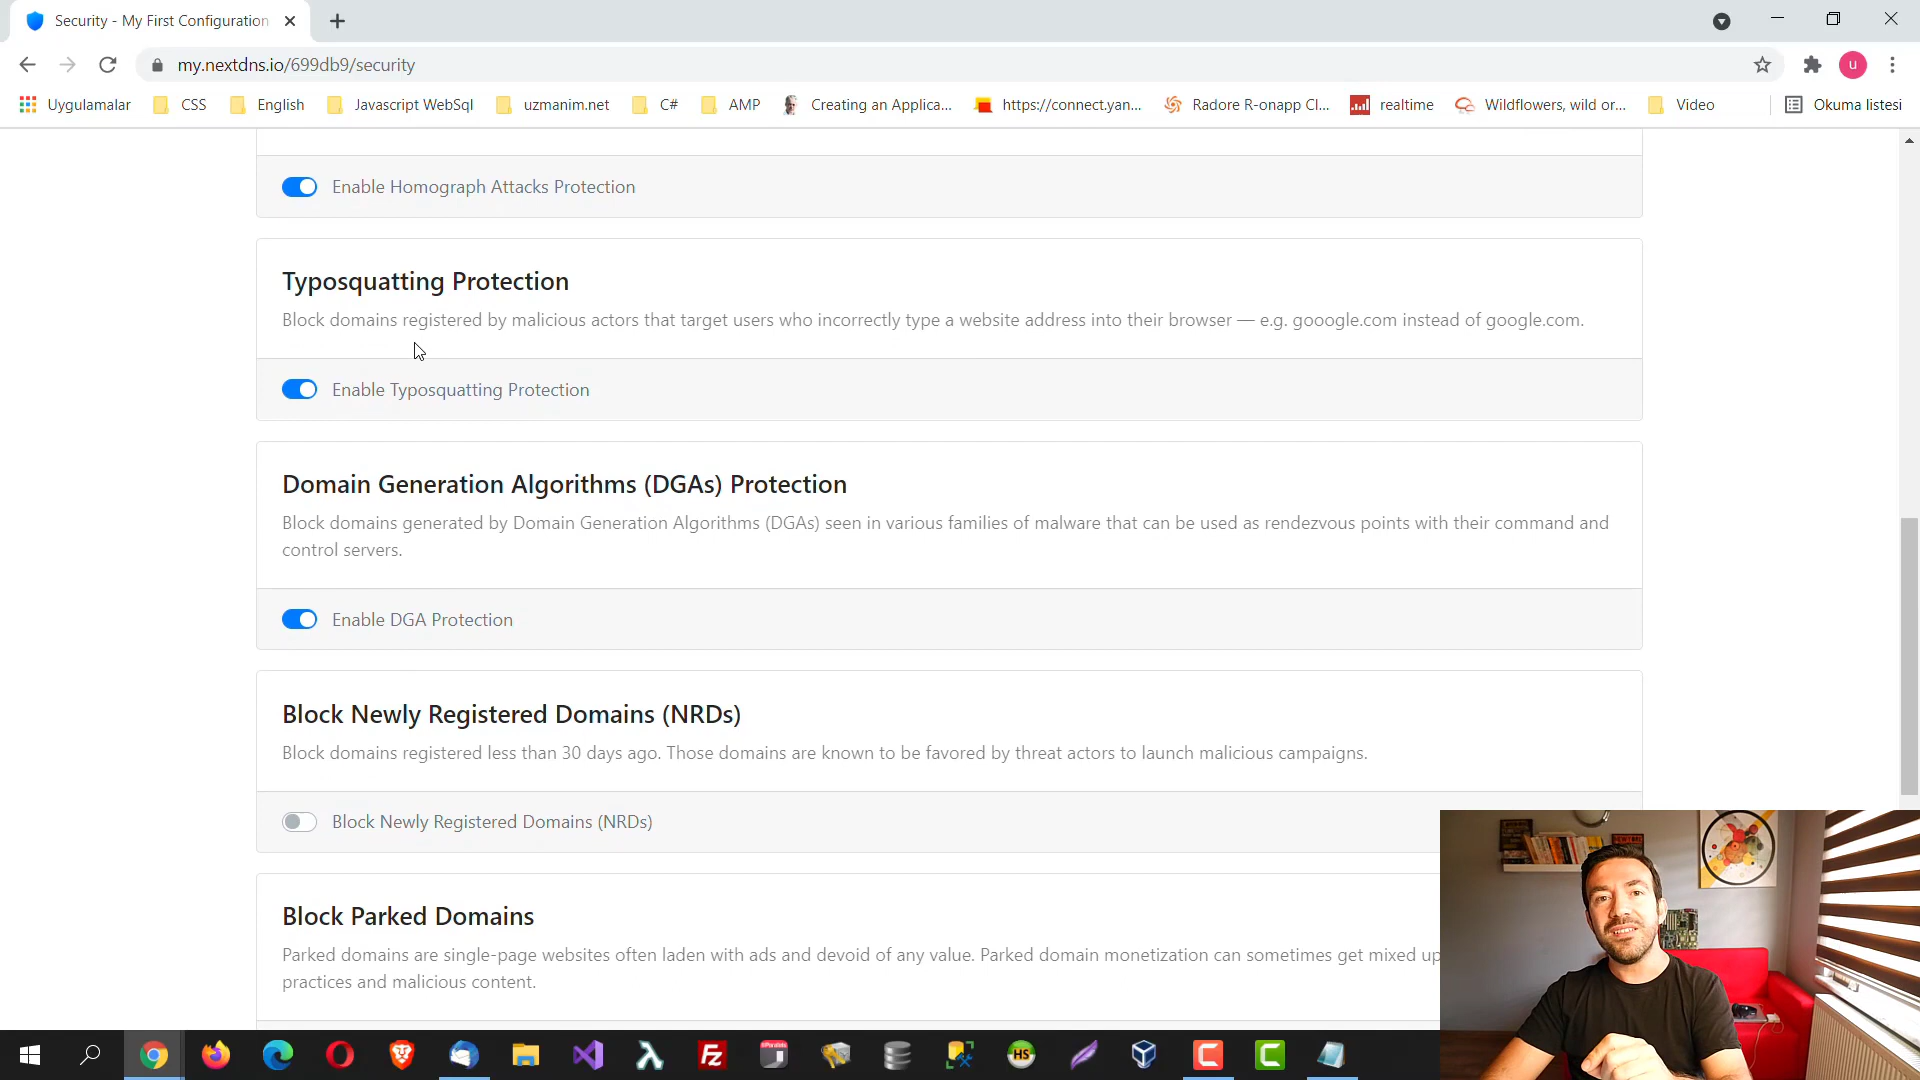 Security - My First Configuration
my.nextdns.io/699db9/security
u
Uygulamalar
CSS
English
Javascript WebSql
uzmanim.net
C#
AMP
Creating an Applica...
https://connect.yan...
Radore R-onapp Cl...
realtime
Wildflowers, wild or...
Video
Okuma listesi
Enable Homograph Attacks Protection
Typosquatting Protection
Block domains registered by malicious actors that target users who incorrectly type a website address into their browser — e.g. gooogle.com instead of google.com.
Enable Typosquatting Protection
Domain Generation Algorithms (DGAs) Protection
Block domains generated by Domain Generation Algorithms (DGAs) seen in various families of malware that can be used as rendezvous points with their command and
control servers.
Enable DGA Protection
Block Newly Registered Domains (NRDs)
Block domains registered less than 30 days ago. Those domains are known to be favored by threat actors to launch malicious campaigns.
Block Newly Registered Domains (NRDs)
Block Parked Domains
Parked domains are single-page websites often laden with ads and devoid of any value. Parked domain monetization can sometimes get mixed up
practices and malicious content.
Fz
HS